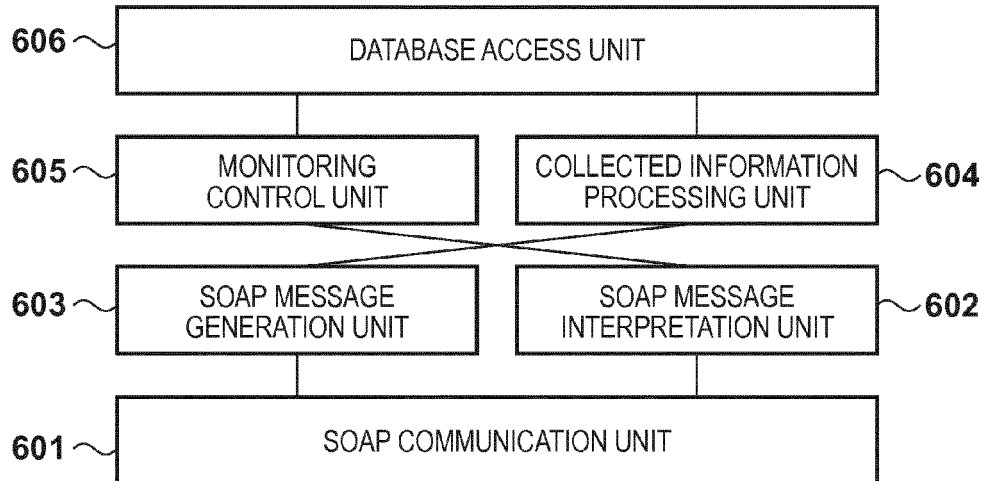 606
DATABASE ACCESS UNIT
605
MONITORING
CONTROL UNIT
COLLECTED INFORMATION
PROCESSING UNIT
604
603
SOAP MESSAGE
GENERATION UNIT
SOAP MESSAGE
INTERPRETATION UNIT
602
601
SOAP COMMUNICATION UNIT